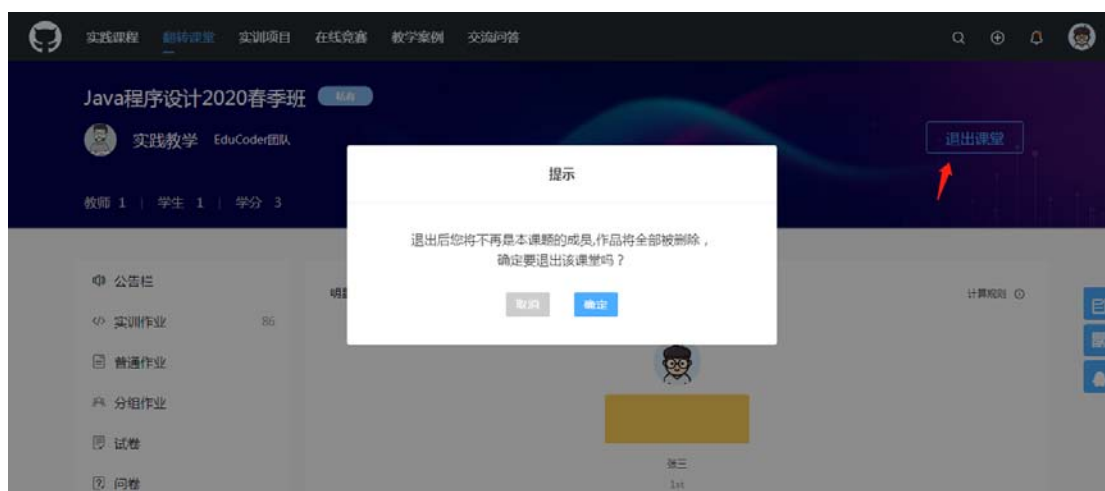 实践课程 翻转课堂 实训项目 在线竞赛 教学案例 交流问答
Java程序设计2020春季班 私有
实践教学 EduCoder团队
退出课堂
教师 1 | 学生 1 | 学分 3
提示
退出后您将不再是本课题的成员,作品将全部被删除，
确定要退出该课堂吗？
取消 确定
公告栏
计算规则
实训作业 86
普通作业
分组作业
试卷
张三
问卷
1st